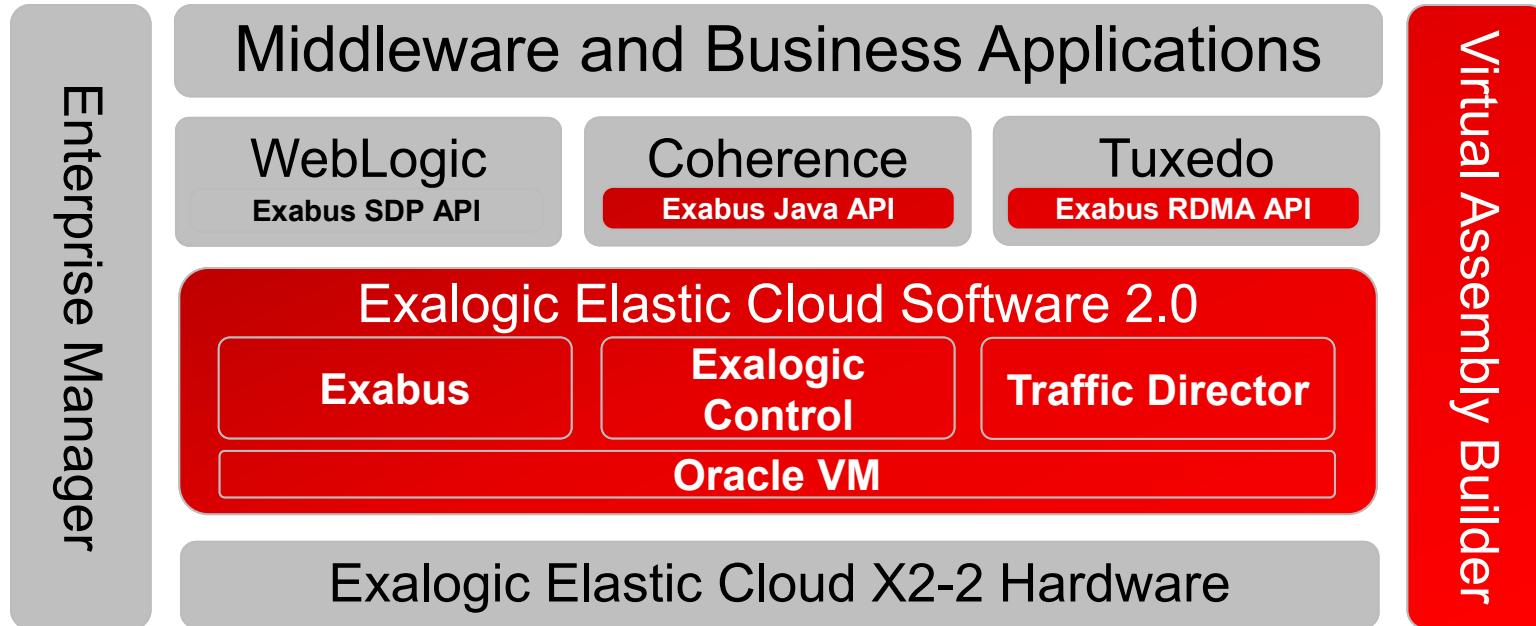 Enterprise Manager
Middleware and Business Applications
WebLogic
Exabus SDP API
Coherence
Exabus Java API
Tuxedo
Exabus RDMA API
Exalogic Elastic Cloud Software 2.0
Exabus
Exalogic
Control
Traffic Director
Oracle VM
Exalogic Elastic Cloud X2-2 Hardware
Virtual Assembly Builder